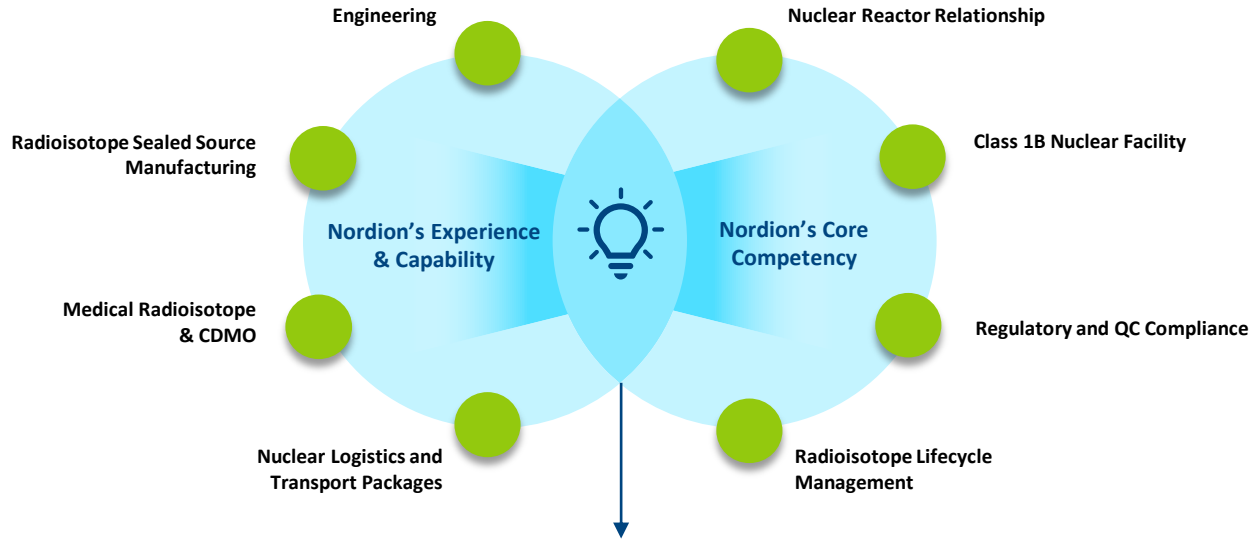 Engineering
Nuclear Reactor Relationship
Radioisotope Sealed Source
Manufacturing
Class 1B Nuclear Facility
Nordion’s Experience
& Capability
Nordion’s Core
Competency
Medical Radioisotope
& CDMO
Regulatory and QC Compliance
Nuclear Logistics and
Transport Packages
Radioisotope Lifecycle
Management